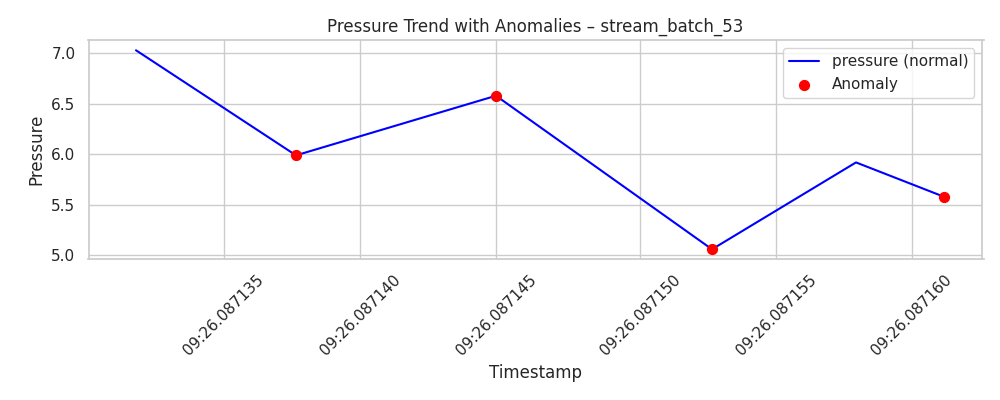 Pressure Trend with Anomalies – stream_batch_53
pressure (normal)
Anomaly
Pressure
7.0
6.5
6.0
5.5
5.0
09:26.087135
09:26.087140
09:26.087145
09:26.087150
09:26.087155
09:26.087160
Timestamp